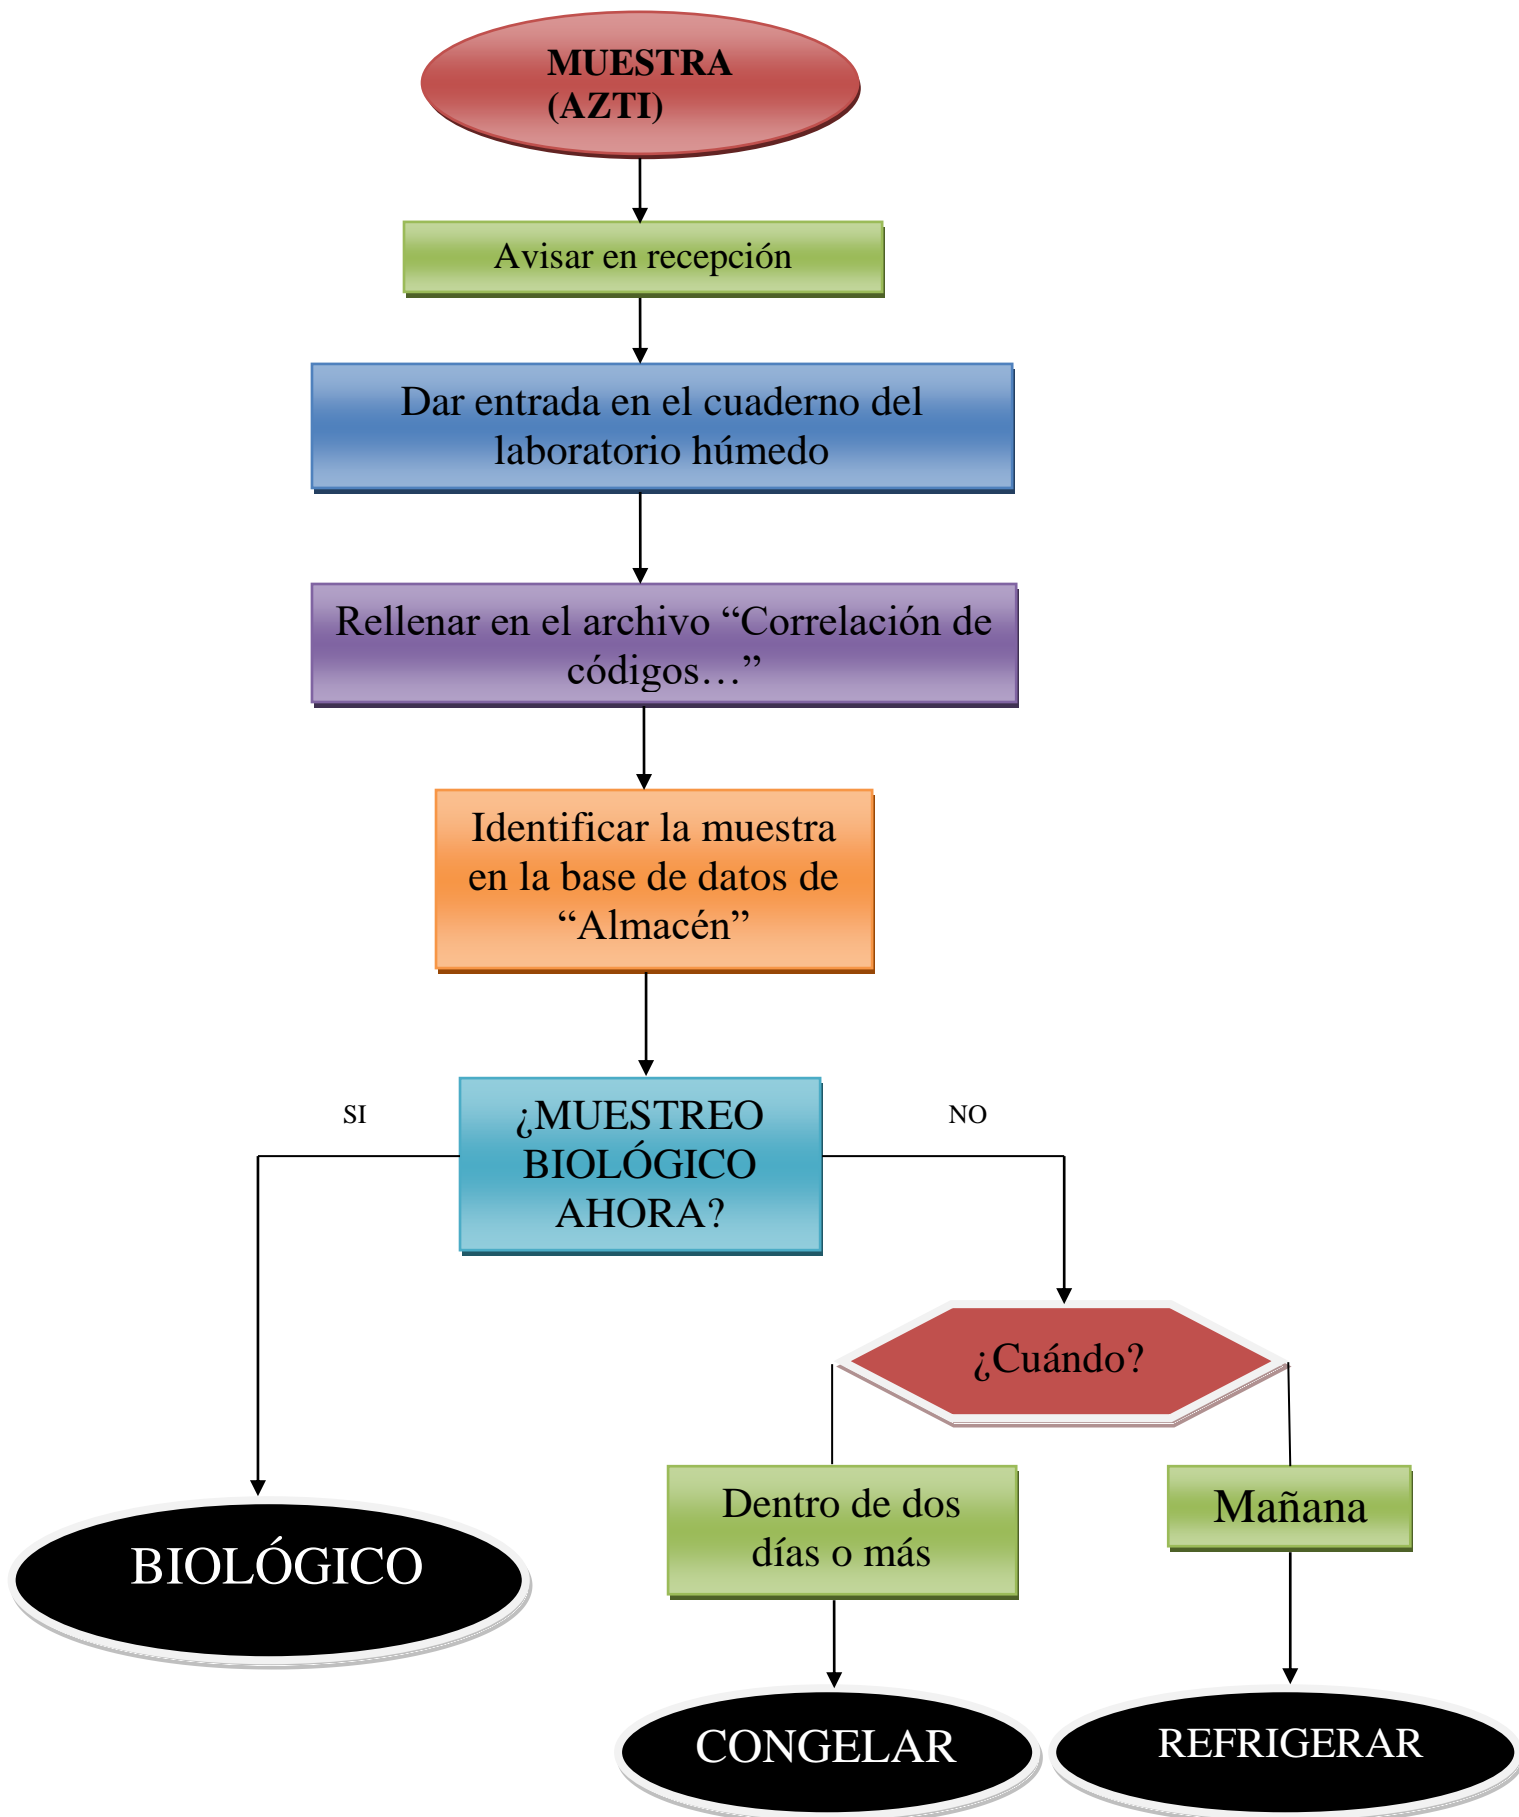 MUESTRA
(AZTI)
Avisar en recepción
Dar entrada en el cuaderno del
laboratorio húmedo
Rellenar en el archivo “Correlación de
códigos…”
Identificar la muestra
en la base de datos de
“Almacén”
SI
¿MUESTREO
BIOLÓGICO
AHORA?
NO
¿Cuándo?
Dentro de dos
días o más
Mañana
BIOLÓGICO
CONGELAR
REFRIGERAR